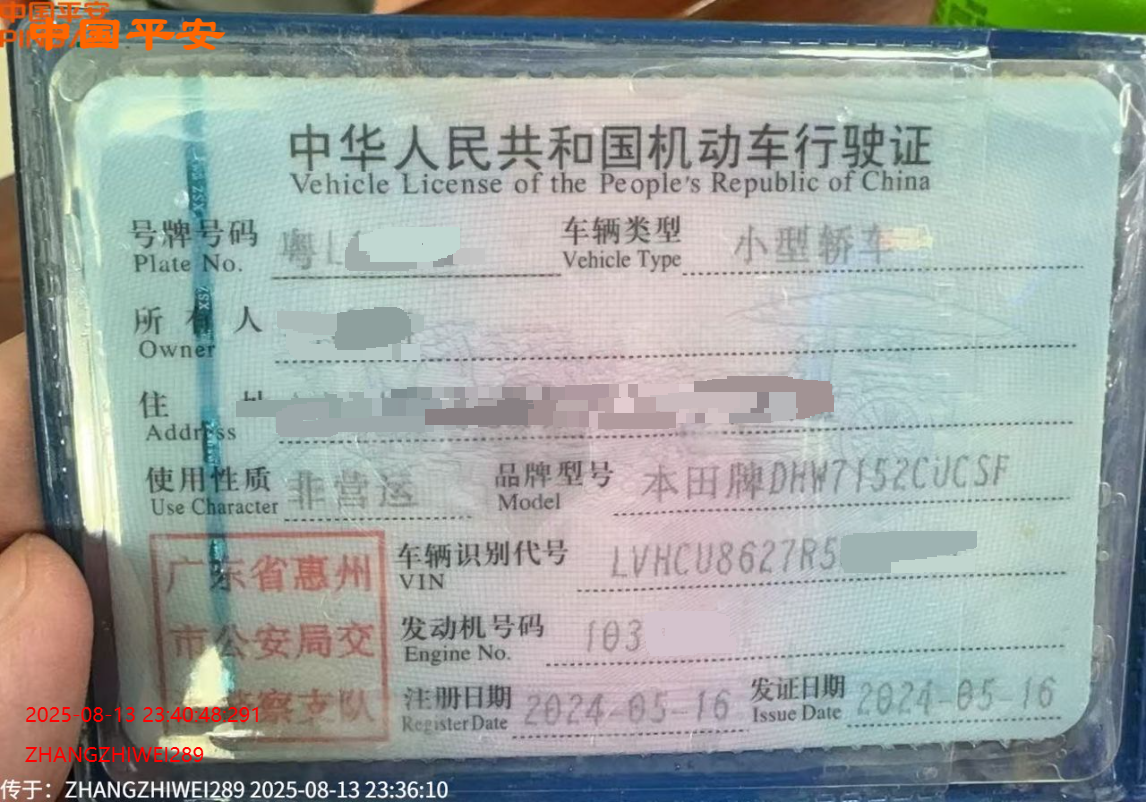 中国平安
中国平安
中华人民共和国机动车行驶证
Vehicle License of the People's Republic of China
号牌号码 粤L 车辆类型 小型轿车
Plate No. Vehicle Type
所有人
Owner
住
Address
使用性质 非营运 品牌型号 本田牌DHW7152CUCSF
Use Character Model
广东省惠州
市公安局交
警察支队
车辆识别代号 LVHCU8627R5
VIN
发动机号码 103
Engine No.
注册日期 2024-05-16 发证日期 2024-05-16
Register Date Issue Date
2025-08-13 23:40:48:291
ZHANGZHIWEI289
传于：ZHANGZHIWEI289 2025-08-13 23:36:10